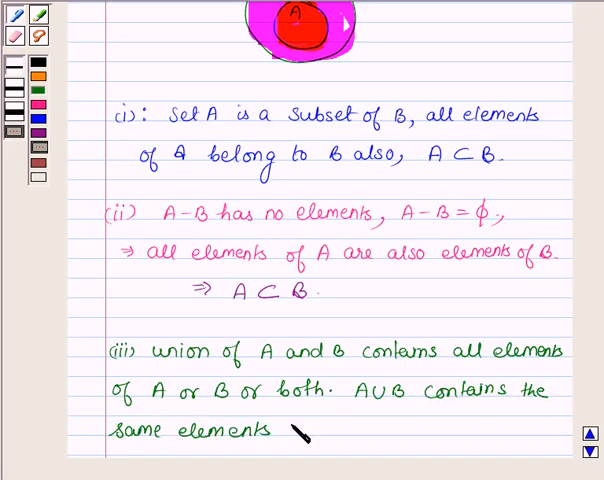 A
(i): Set A is a subset of B, all elements
of A belong to B also, A ⊂ B.
(ii) A-B has no elements, A-B = ϕ.,
⇒ all elements of A are also elements of B.
⇒ A ⊂ B.
(iii) union of A and B contains all elements
of A or B or both. A∪B contains the
same elements